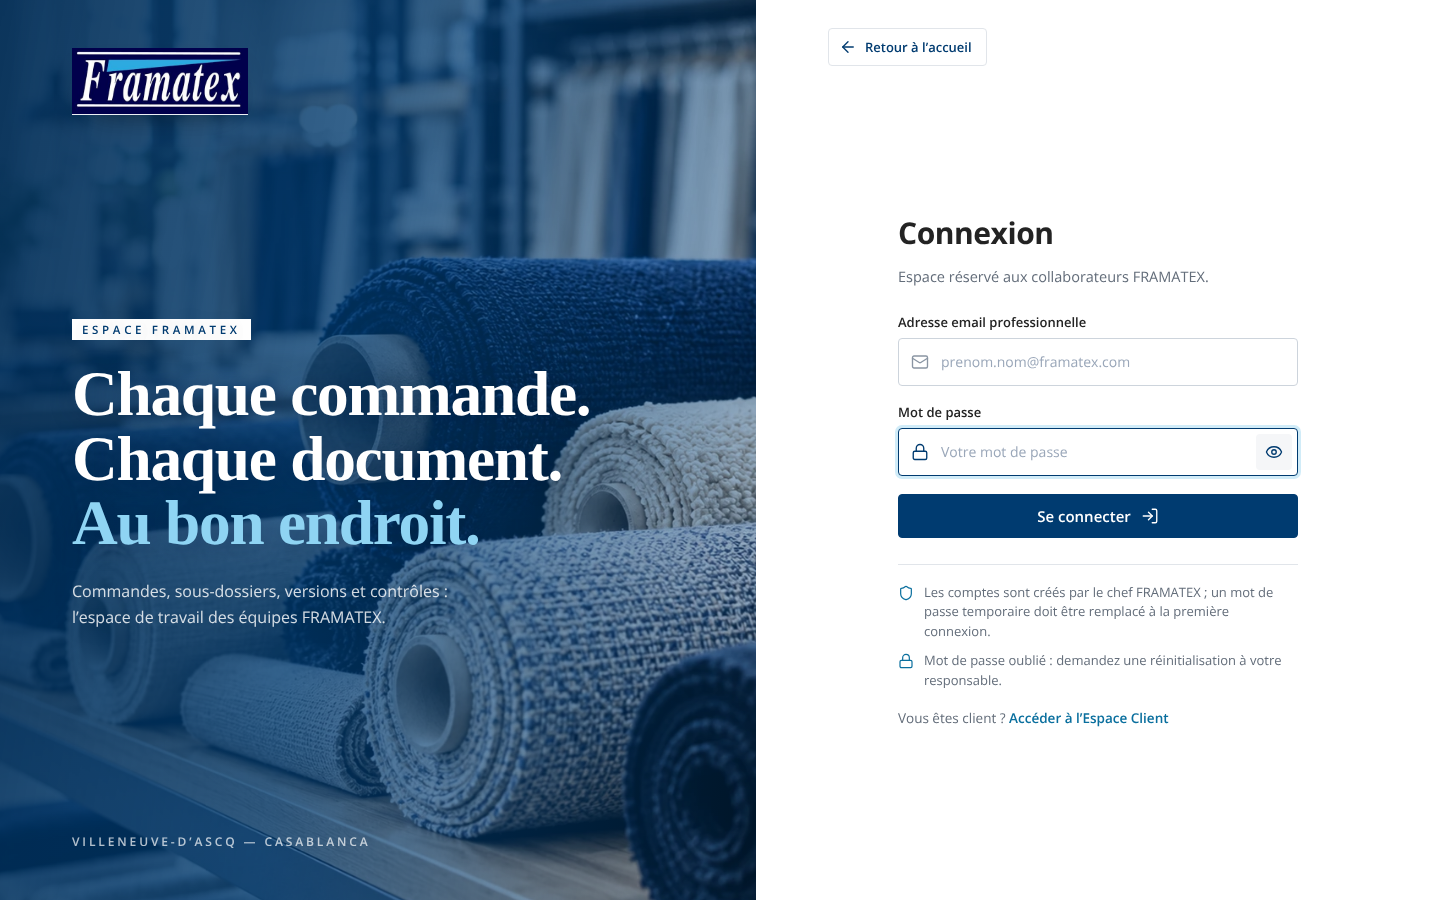 Framatex
ESPACE FRAMATEX
Chaque commande.
Chaque document.
Au bon endroit.
Commandes, sous-dossiers, versions et contrôles :
l’espace de travail des équipes FRAMATEX.
VILLENEUVE-D’ASCQ — CASABLANCA
Retour à l’accueil
Connexion
Espace réservé aux collaborateurs FRAMATEX.
Adresse email professionnelle
prenom.nom@framatex.com
Mot de passe
Votre mot de passe
Se connecter
Les comptes sont créés par le chef FRAMATEX ; un mot de
passe temporaire doit être remplacé à la première
connexion.
Mot de passe oublié : demandez une réinitialisation à votre
responsable.
Vous êtes client ? Accéder à l’Espace Client